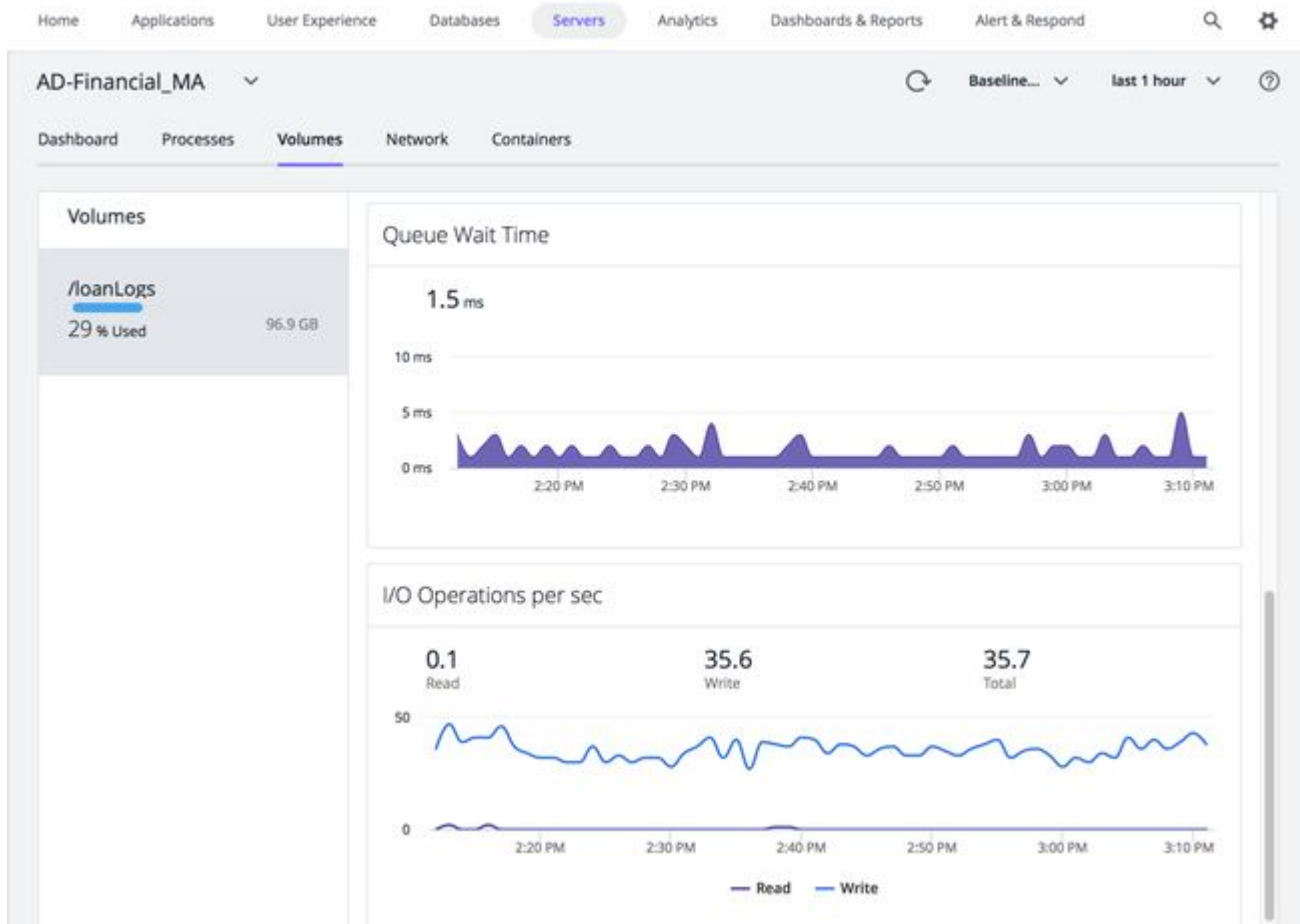 Home Applications User Experience Databases Servers Analytics Dashboards & Reports Alert & Respond
AD-Financial_MA Baseline... last 1 hour
Dashboard Processes Volumes Network Containers
Volumes
/loanLogs
29 % Used 96.9 GB
Queue Wait Time
1.5 ms
10 ms
5 ms
0 ms
2:20 PM 2:30 PM 2:40 PM 2:50 PM 3:00 PM 3:10 PM
I/O Operations per sec
0.1 35.6 35.7
Read Write Total
50
0
2:20 PM 2:30 PM 2:40 PM 2:50 PM 3:00 PM 3:10 PM
Read Write